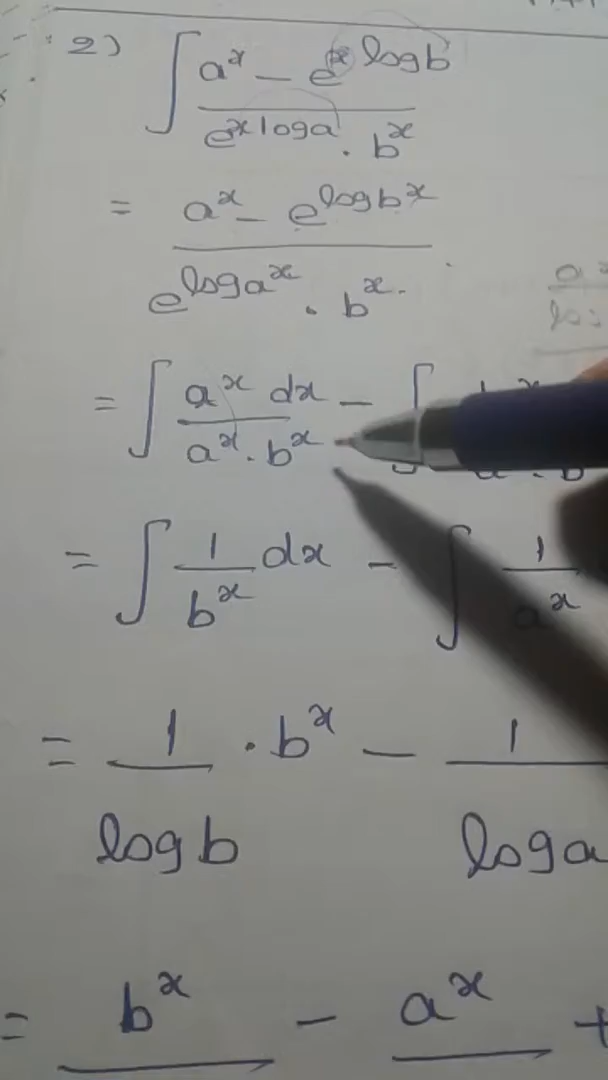 2) ∫ a^x - e^x log b
e^x log a . b^x
= a^x - e^log b^x
e^log a^x . b^x.
= ∫ a^x dx - ∫
a^x . b^x
= ∫ 1 dx - ∫ 1
b^x a^x
= 1 . b^x - 1
log b log a
= b^x - a^x +